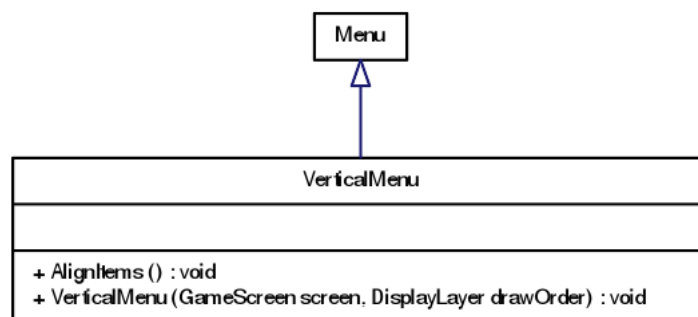 Menu
VerticalMenu
+ AlignItems () : void
+ VerticalMenu (GameScreen screen, DisplayLayer drawOrder) : void